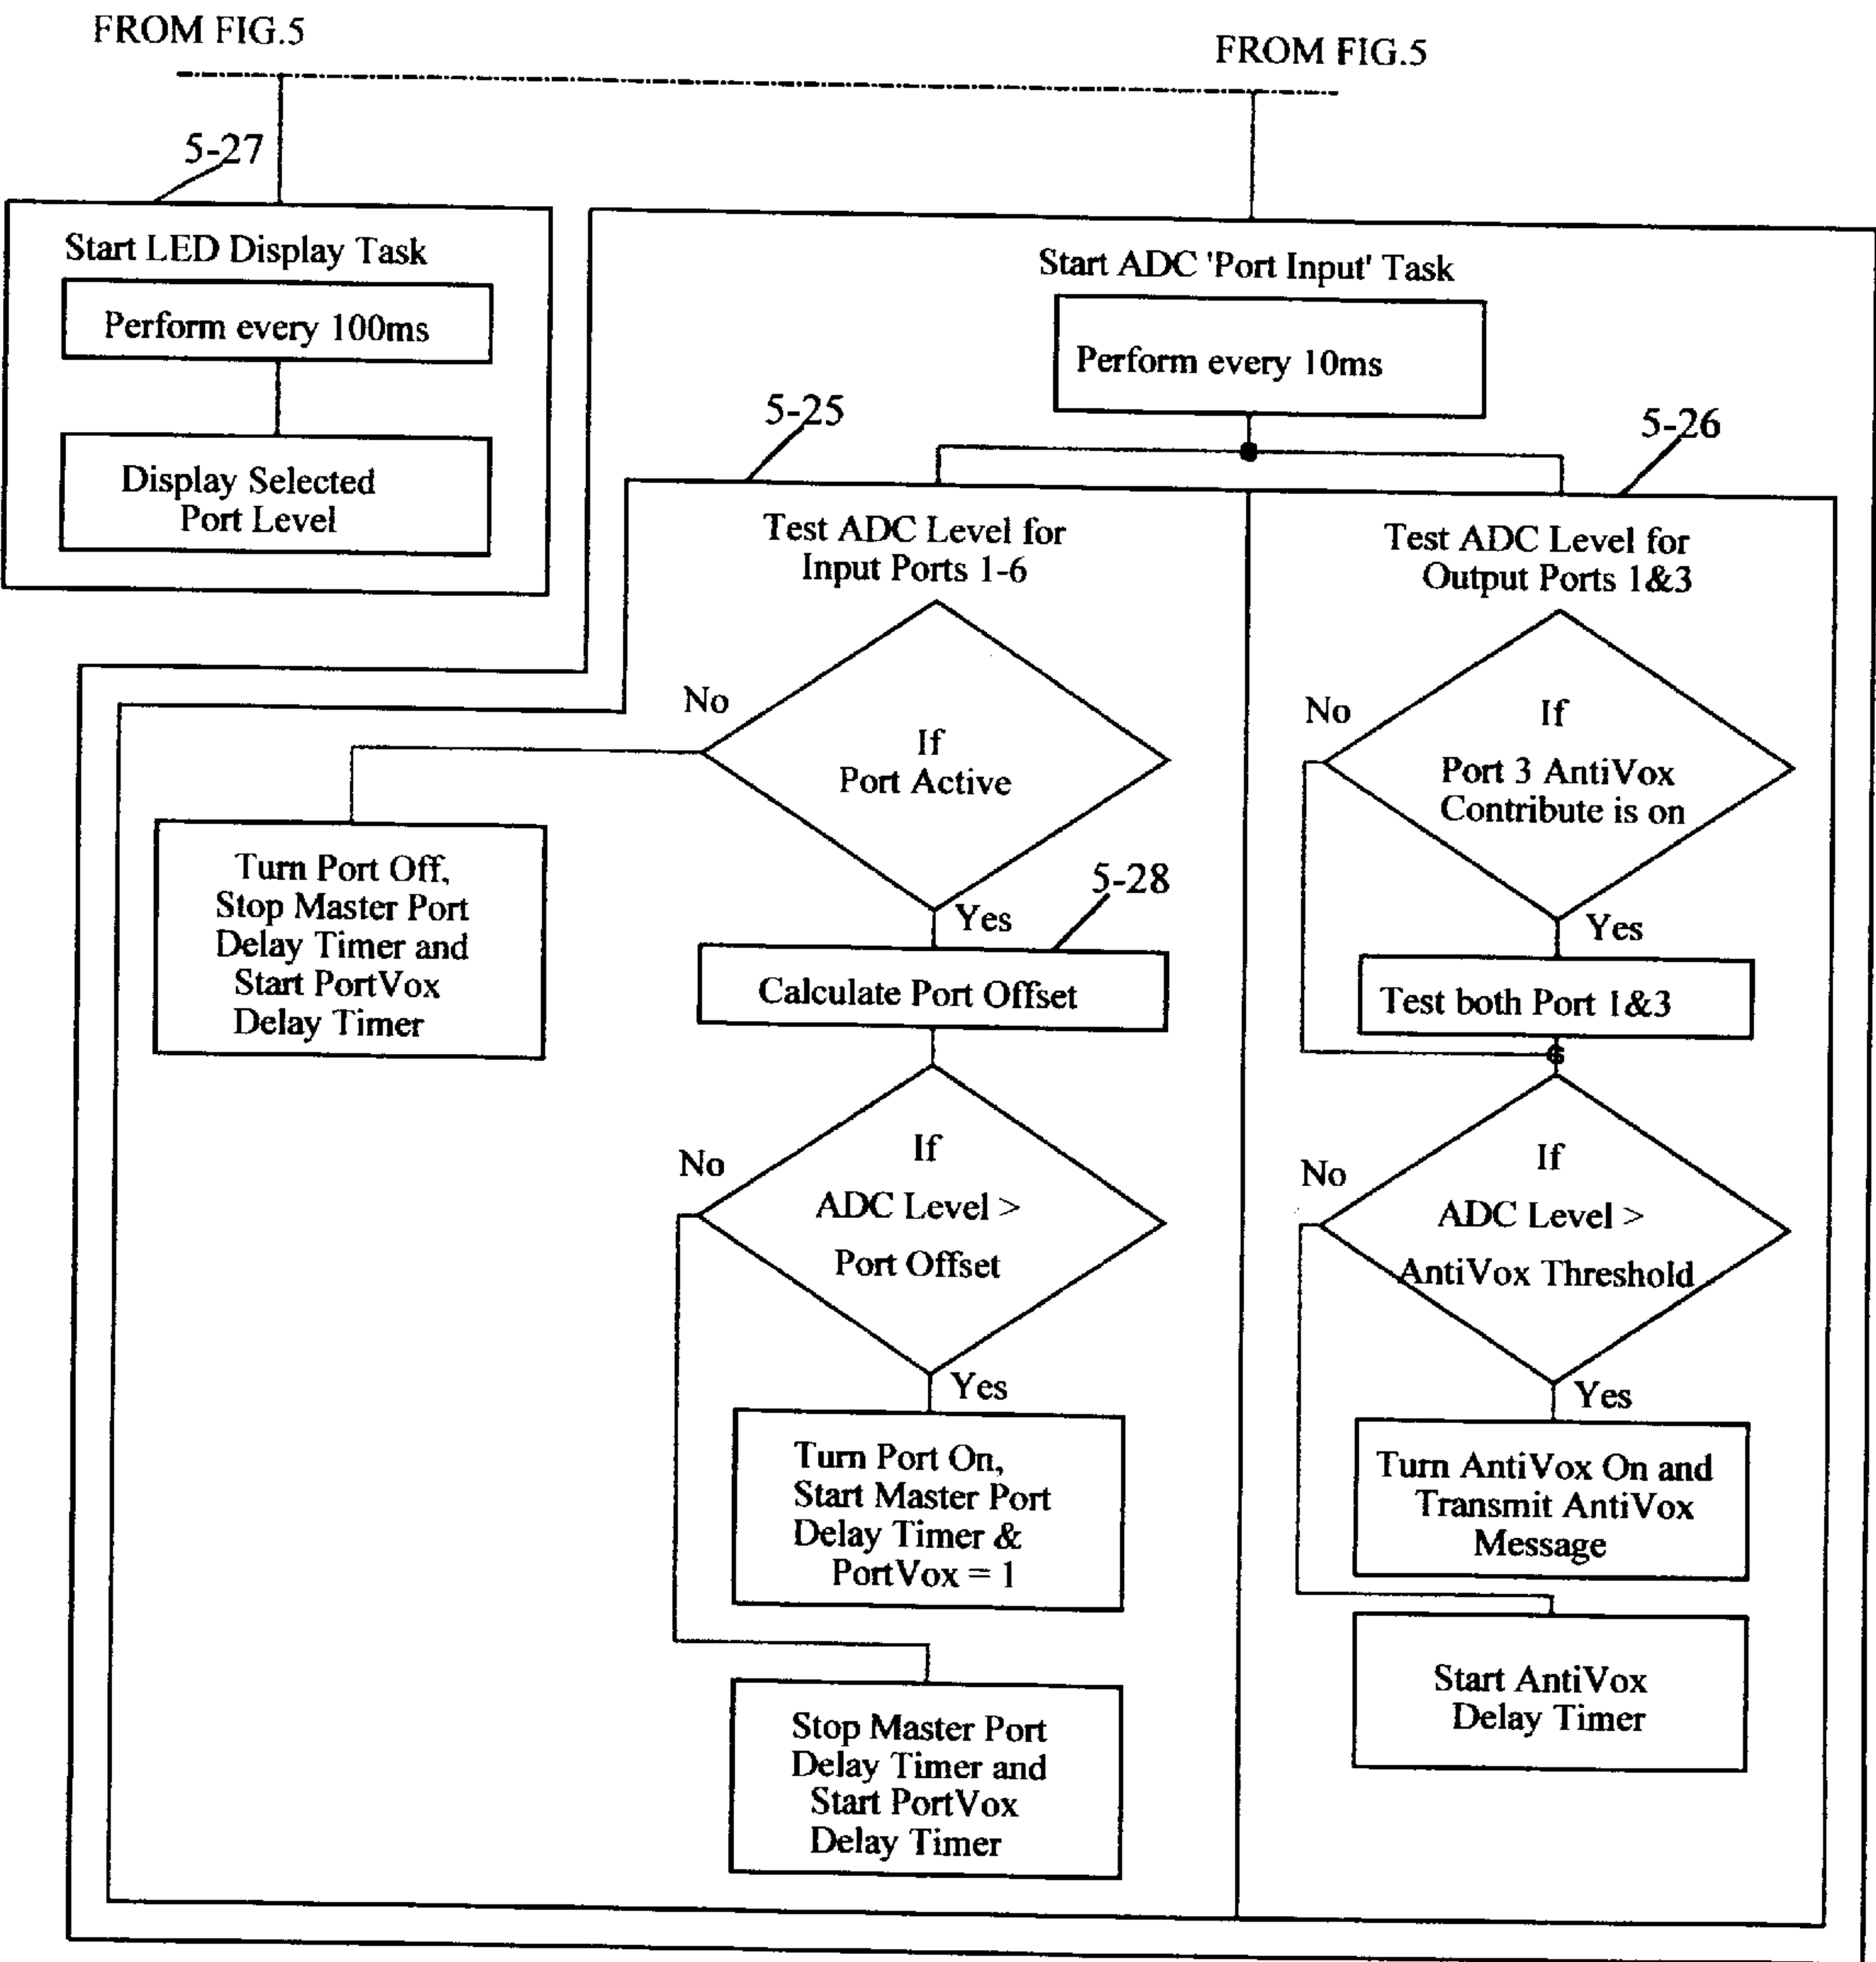 FROM FIG.5
FROM FIG.5
5-27
Start LED Display Task
Perform every 100ms
Display Selected
Port Level
Start ADC 'Port Input' Task
Perform every 10ms
5-25
5-26
Test ADC Level for
Input Ports 1-6
If
Port Active
No
Yes
Turn Port Off,
Stop Master Port
Delay Timer and
Start PortVox
Delay Timer
5-28
Calculate Port Offset
If
ADC Level >
Port Offset
No
Yes
Turn Port On,
Start Master Port
Delay Timer &
PortVox = 1
Stop Master Port
Delay Timer and
Start PortVox
Delay Timer
Test ADC Level for
Output Ports 1&3
If
Port 3 AntiVox
Contribute is on
No
Yes
Test both Port 1&3
If
ADC Level >
AntiVox Threshold
No
Yes
Turn AntiVox On and
Transmit AntiVox
Message
Start AntiVox
Delay Timer